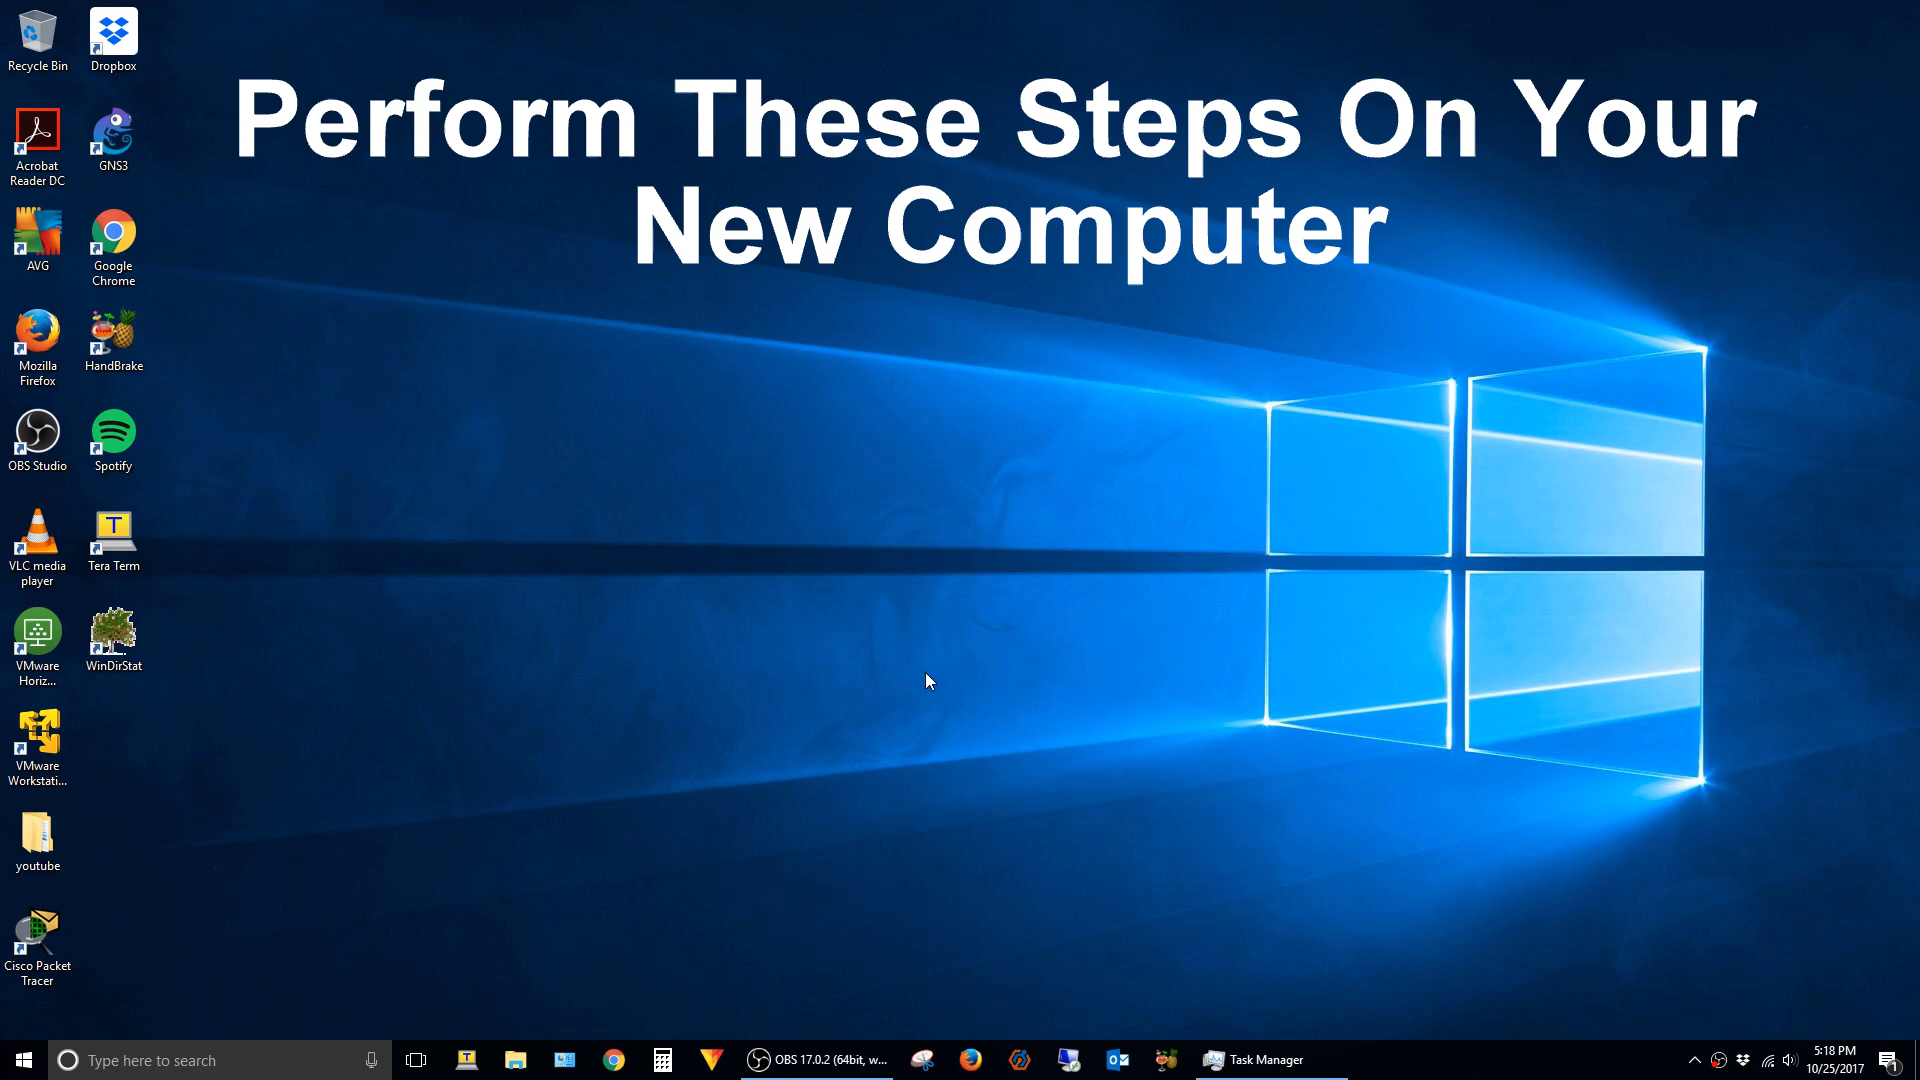 Perform These Steps On Your
New Computer
Recycle Bin
Dropbox
Acrobat
Reader DC
GNS3
AVG
Google
Chrome
Mozilla
Firefox
HandBrake
OBS Studio
Spotify
VLC media
player
T
Tera Term
VMware
Horiz...
WinDirStat
VMware
Workstati...
youtube
Cisco Packet
Tracer
Type here to search
T
OBS 17.0.2 (64bit, w...
Task Manager
5:18 PM
10/25/2017
1